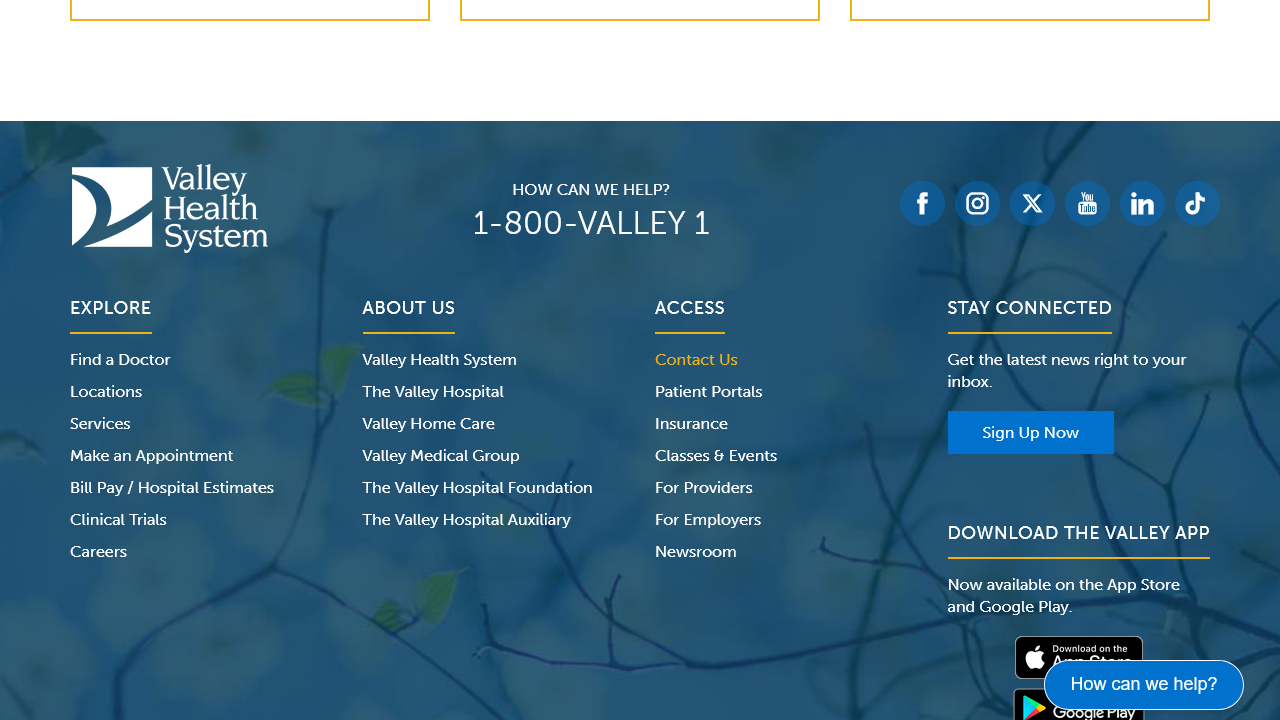 Valley
Health
System
HOW CAN WE HELP?
1-800-VALLEY 1
You
Tube
in
EXPLORE
Find a Doctor
Locations
Services
Make an Appointment
Bill Pay / Hospital Estimates
Clinical Trials
Careers
ABOUT US
Valley Health System
The Valley Hospital
Valley Home Care
Valley Medical Group
The Valley Hospital Foundation
The Valley Hospital Auxiliary
ACCESS
Contact Us
Patient Portals
Insurance
Classes & Events
For Providers
For Employers
Newsroom
STAY CONNECTED
Get the latest news right to your
inbox.
Sign Up Now
DOWNLOAD THE VALLEY APP
Now available on the App Store
and Google Play.
Download on the
App Store
How can we help?
Google Play